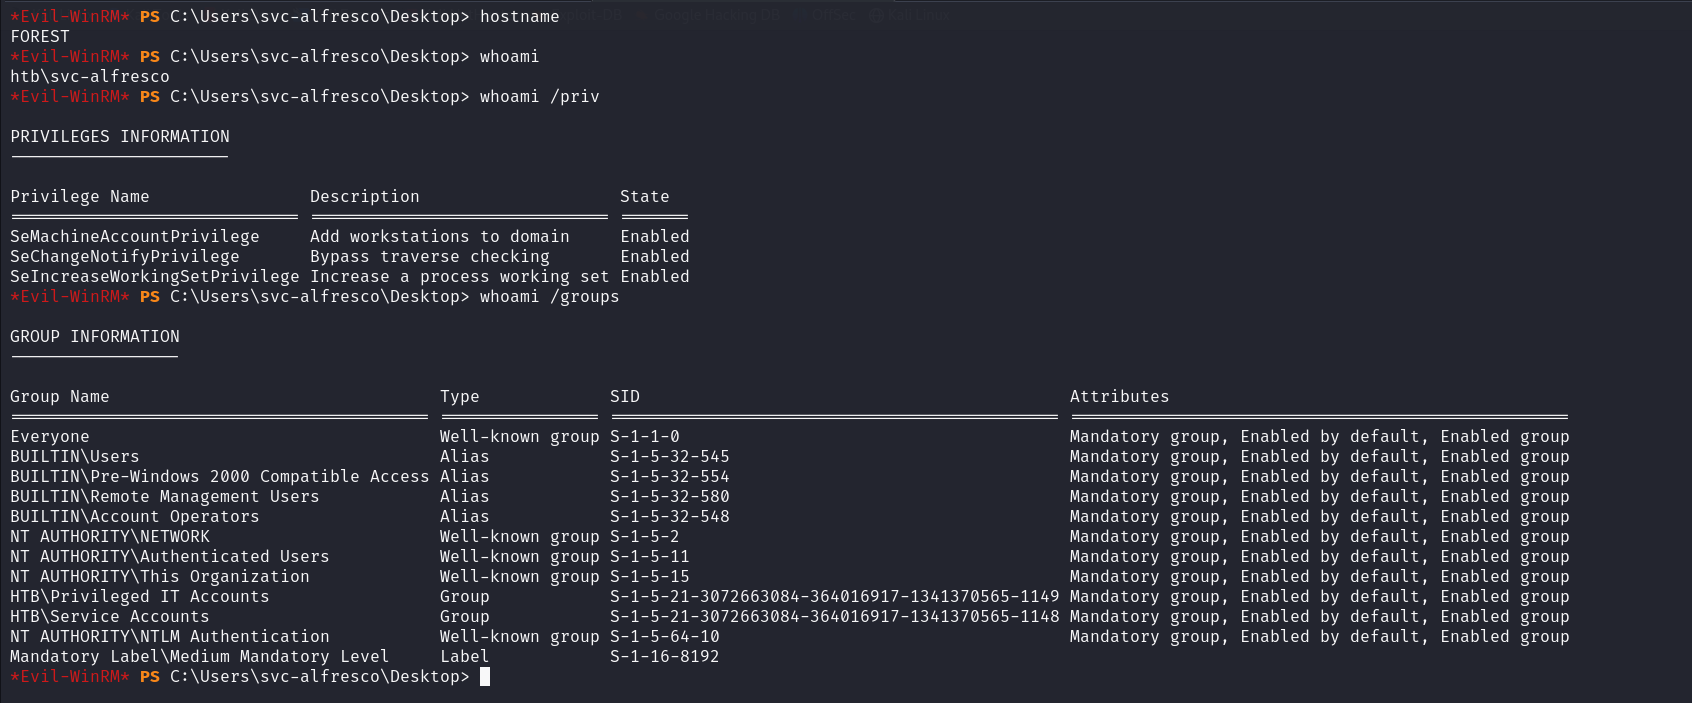 *Evil-WinRM* PS C:\Users\svc-alfresco\Desktop> hostname
FOREST
*Evil-WinRM* PS C:\Users\svc-alfresco\Desktop> whoami
htb\svc-alfresco
*Evil-WinRM* PS C:\Users\svc-alfresco\Desktop> whoami /priv
PRIVILEGES INFORMATION
Privilege Name Description State
SeMachineAccountPrivilege Add workstations to domain Enabled
SeChangeNotifyPrivilege Bypass traverse checking Enabled
SeIncreaseWorkingSetPrivilege Increase a process working set Enabled
*Evil-WinRM* PS C:\Users\svc-alfresco\Desktop> whoami /groups
GROUP INFORMATION
Group Name Type SID Attributes
Everyone Well-known group S-1-1-0 Mandatory group, Enabled by default, Enabled group
BUILTIN\Users Alias S-1-5-32-545 Mandatory group, Enabled by default, Enabled group
BUILTIN\Pre-Windows 2000 Compatible Access Alias S-1-5-32-554 Mandatory group, Enabled by default, Enabled group
BUILTIN\Remote Management Users Alias S-1-5-32-580 Mandatory group, Enabled by default, Enabled group
BUILTIN\Account Operators Alias S-1-5-32-548 Mandatory group, Enabled by default, Enabled group
NT AUTHORITY\NETWORK Well-known group S-1-5-2 Mandatory group, Enabled by default, Enabled group
NT AUTHORITY\Authenticated Users Well-known group S-1-5-11 Mandatory group, Enabled by default, Enabled group
NT AUTHORITY\This Organization Well-known group S-1-5-15 Mandatory group, Enabled by default, Enabled group
HTB\Privileged IT Accounts Group S-1-5-21-3072663084-364016917-1341370565-1149 Mandatory group, Enabled by default, Enabled group
HTB\Service Accounts Group S-1-5-21-3072663084-364016917-1341370565-1148 Mandatory group, Enabled by default, Enabled group
NT AUTHORITY\NTLM Authentication Well-known group S-1-5-64-10 Mandatory group, Enabled by default, Enabled group
Mandatory Label\Medium Mandatory Level Label S-1-16-8192
*Evil-WinRM* PS C:\Users\svc-alfresco\Desktop>